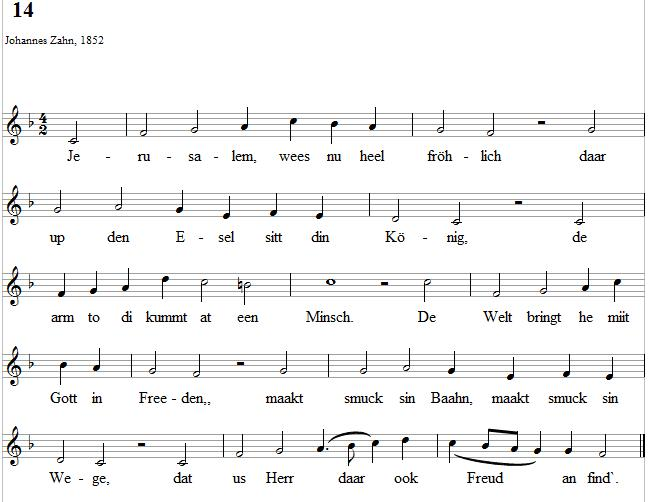 14
Johannes Zahn, 1852
4
2
Je - ru - sa - lem, wees nu heel fröh - lich daar
up den E - sel sitt din Kö - nig, de
arm to di kummt at een Minsch. De Welt bringt he miit
Gott in Free - den,, maakt smuck sin Baahn, maakt smuck sin
We - ge, dat us Herr daar ook Freud an find`.